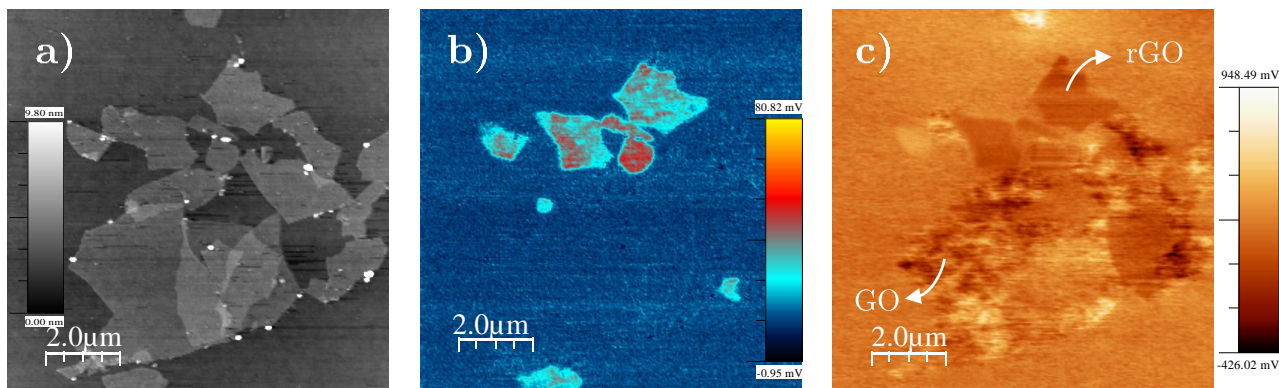 a)
9.80 nm
0.00 nm
2.0µm
b)
80.82 mV
-0.95 mV
2.0µm
c)
rGO
GO
2.0µm
948.49 mV
-426.02 mV